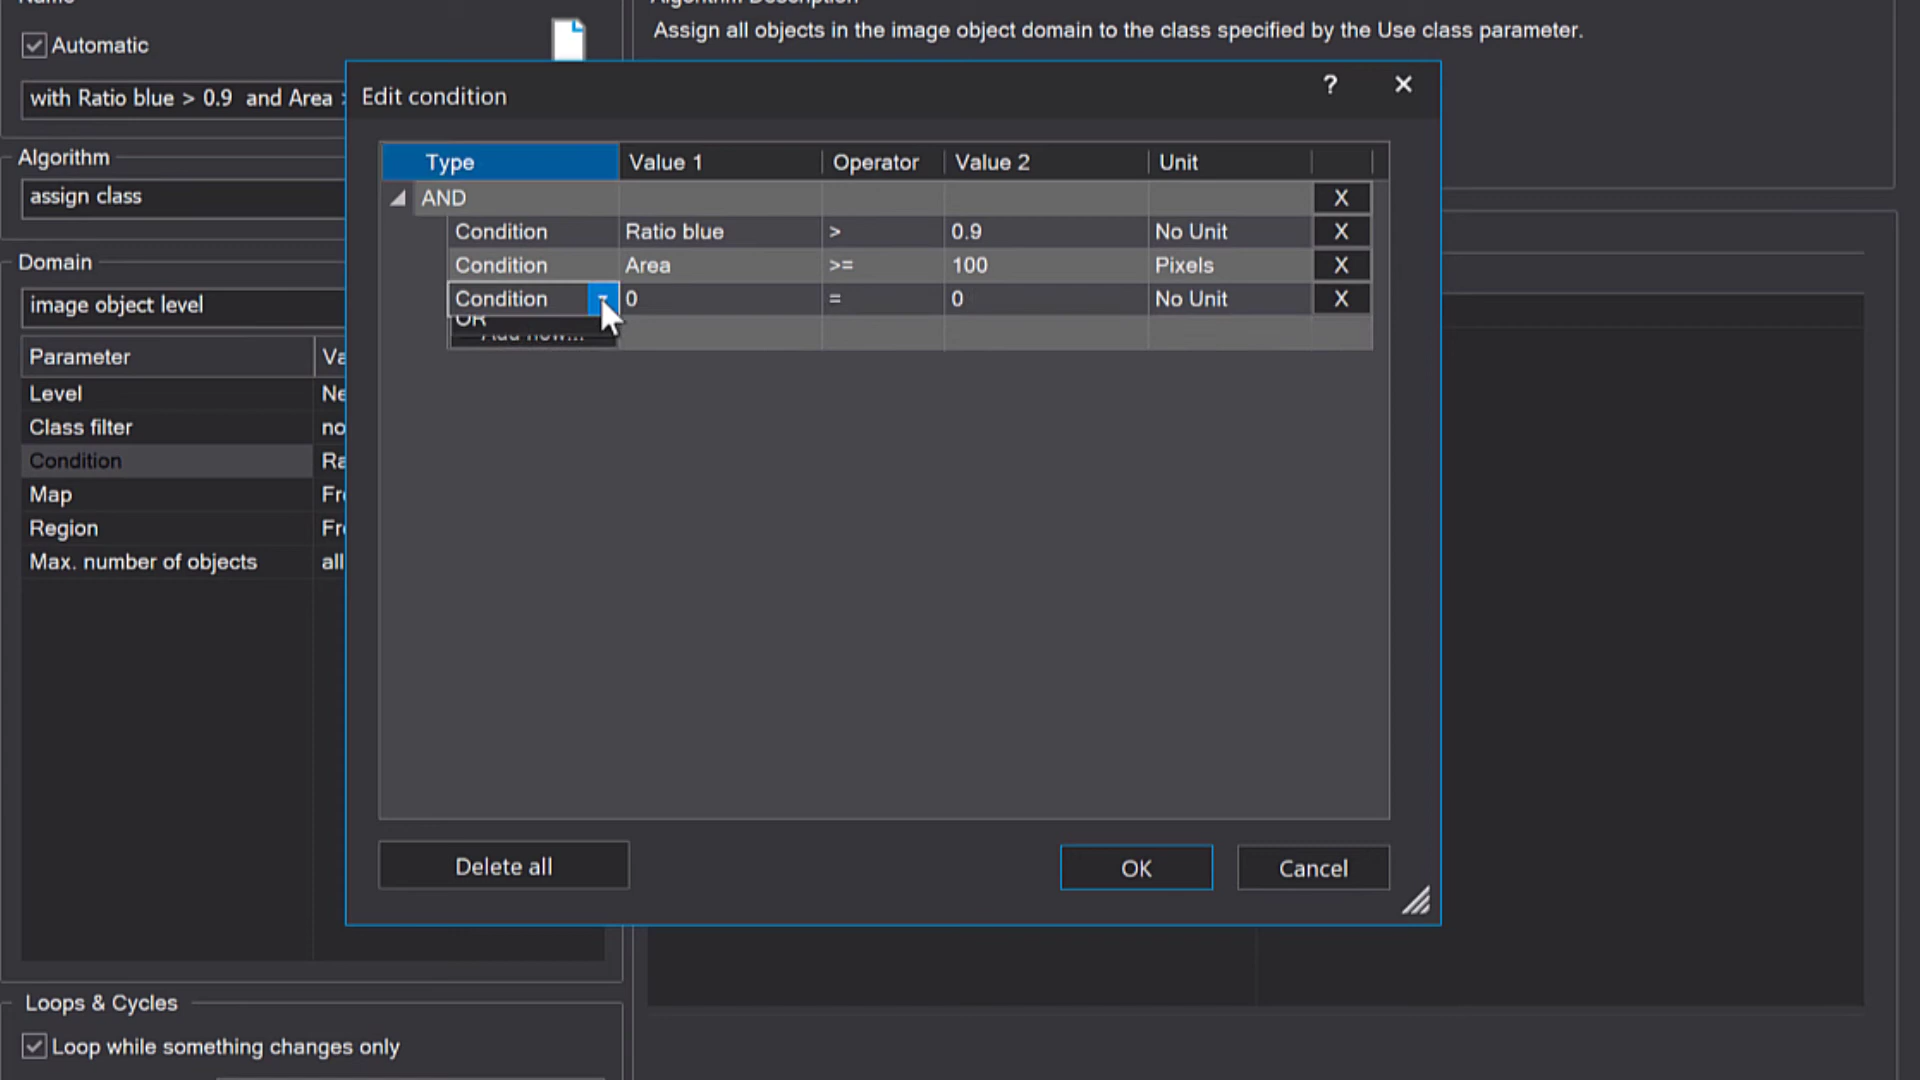 Automatic
Assign all objects in the image object domain to the class specified by the Use class parameter.
with Ratio blue > 0.9 and Area
Edit condition
?
Algorithm
assign class
Type Value 1 Operator Value 2 Unit
AND X
Condition Ratio blue > 0.9 No Unit X
Condition Area >= 100 Pixels X
Condition 0 = 0 No Unit X
OR
Domain
image object level
Parameter
Level
Class filter
Condition
Map
Region
Max. number of objects all
Delete all
OK
Cancel
Loops & Cycles
Loop while something changes only